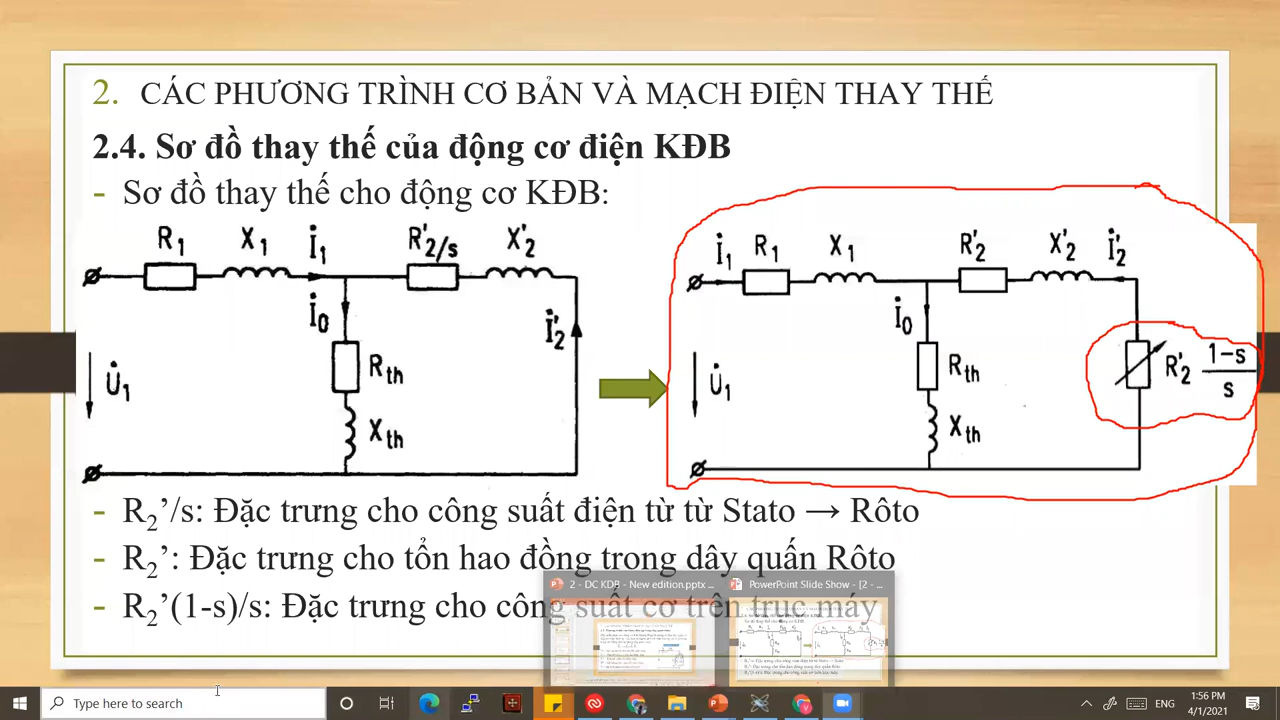 2. CÁC PHƯƠNG TRÌNH CƠ BẢN VÀ MẠCH ĐIỆN THAY THẾ
2.4. Sơ đồ thay thế của động cơ điện KĐB
- Sơ đồ thay thế cho động cơ KĐB:
R₁ X₁ İ₁ R'₂/s X'₂
İ₀ İ'₂
Rth
U̇₁
Xth
İ₁ R₁ X₁ R'₂ X'₂ İ'₂
İ₀
Rth R'₂ 1-s/s
U̇₁
Xth
- R₂’/s: Đặc trưng cho công suất điện từ từ Stato → Rôto
- R₂’: Đặc trưng cho tổn hao đồng trong dây quấn Rôto
- R₂’(1-s)/s: Đặc trưng cho công suất cơ trên trục máy
2 - DC KDB - New edition.pptx ...
PowerPoint Slide Show - [2 - ...
Type here to search
ENG
1:56 PM
4/1/2021